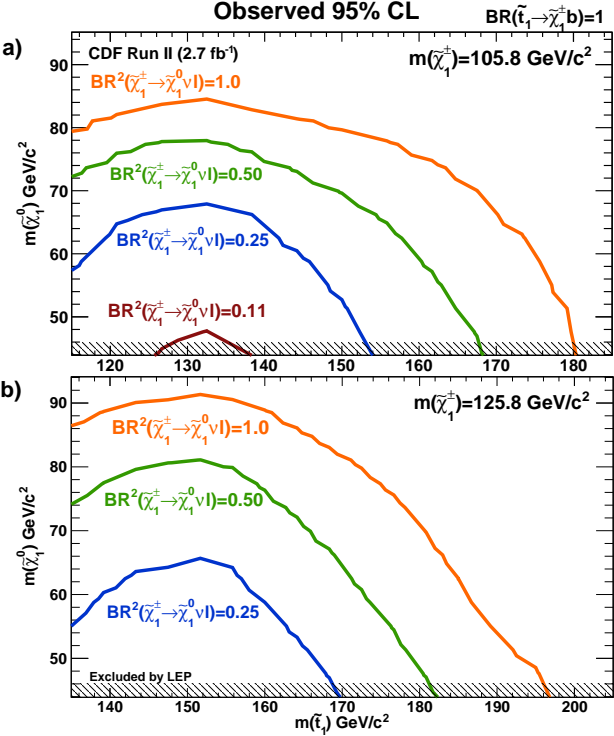 Observed 95% CL
BR(t̃₁→χ̃₁±b)=1
a)
CDF Run II (2.7 fb⁻¹)
m(χ̃₁±)=105.8 GeV/c²
BR²(χ̃₁±→χ̃₁⁰νl)=1.0
BR²(χ̃₁±→χ̃₁⁰νl)=0.50
BR²(χ̃₁±→χ̃₁⁰νl)=0.25
BR²(χ̃₁±→χ̃₁⁰νl)=0.11
m(χ̃₁⁰) GeV/c²
90
80
70
60
50
120 130 140 150 160 170 180
b)
m(χ̃₁±)=125.8 GeV/c²
BR²(χ̃₁±→χ̃₁⁰νl)=1.0
BR²(χ̃₁±→χ̃₁⁰νl)=0.50
BR²(χ̃₁±→χ̃₁⁰νl)=0.25
m(χ̃₁⁰) GeV/c²
90
80
70
60
50
Excluded by LEP
140 150 160 170 180 190 200
m(t̃₁) GeV/c²